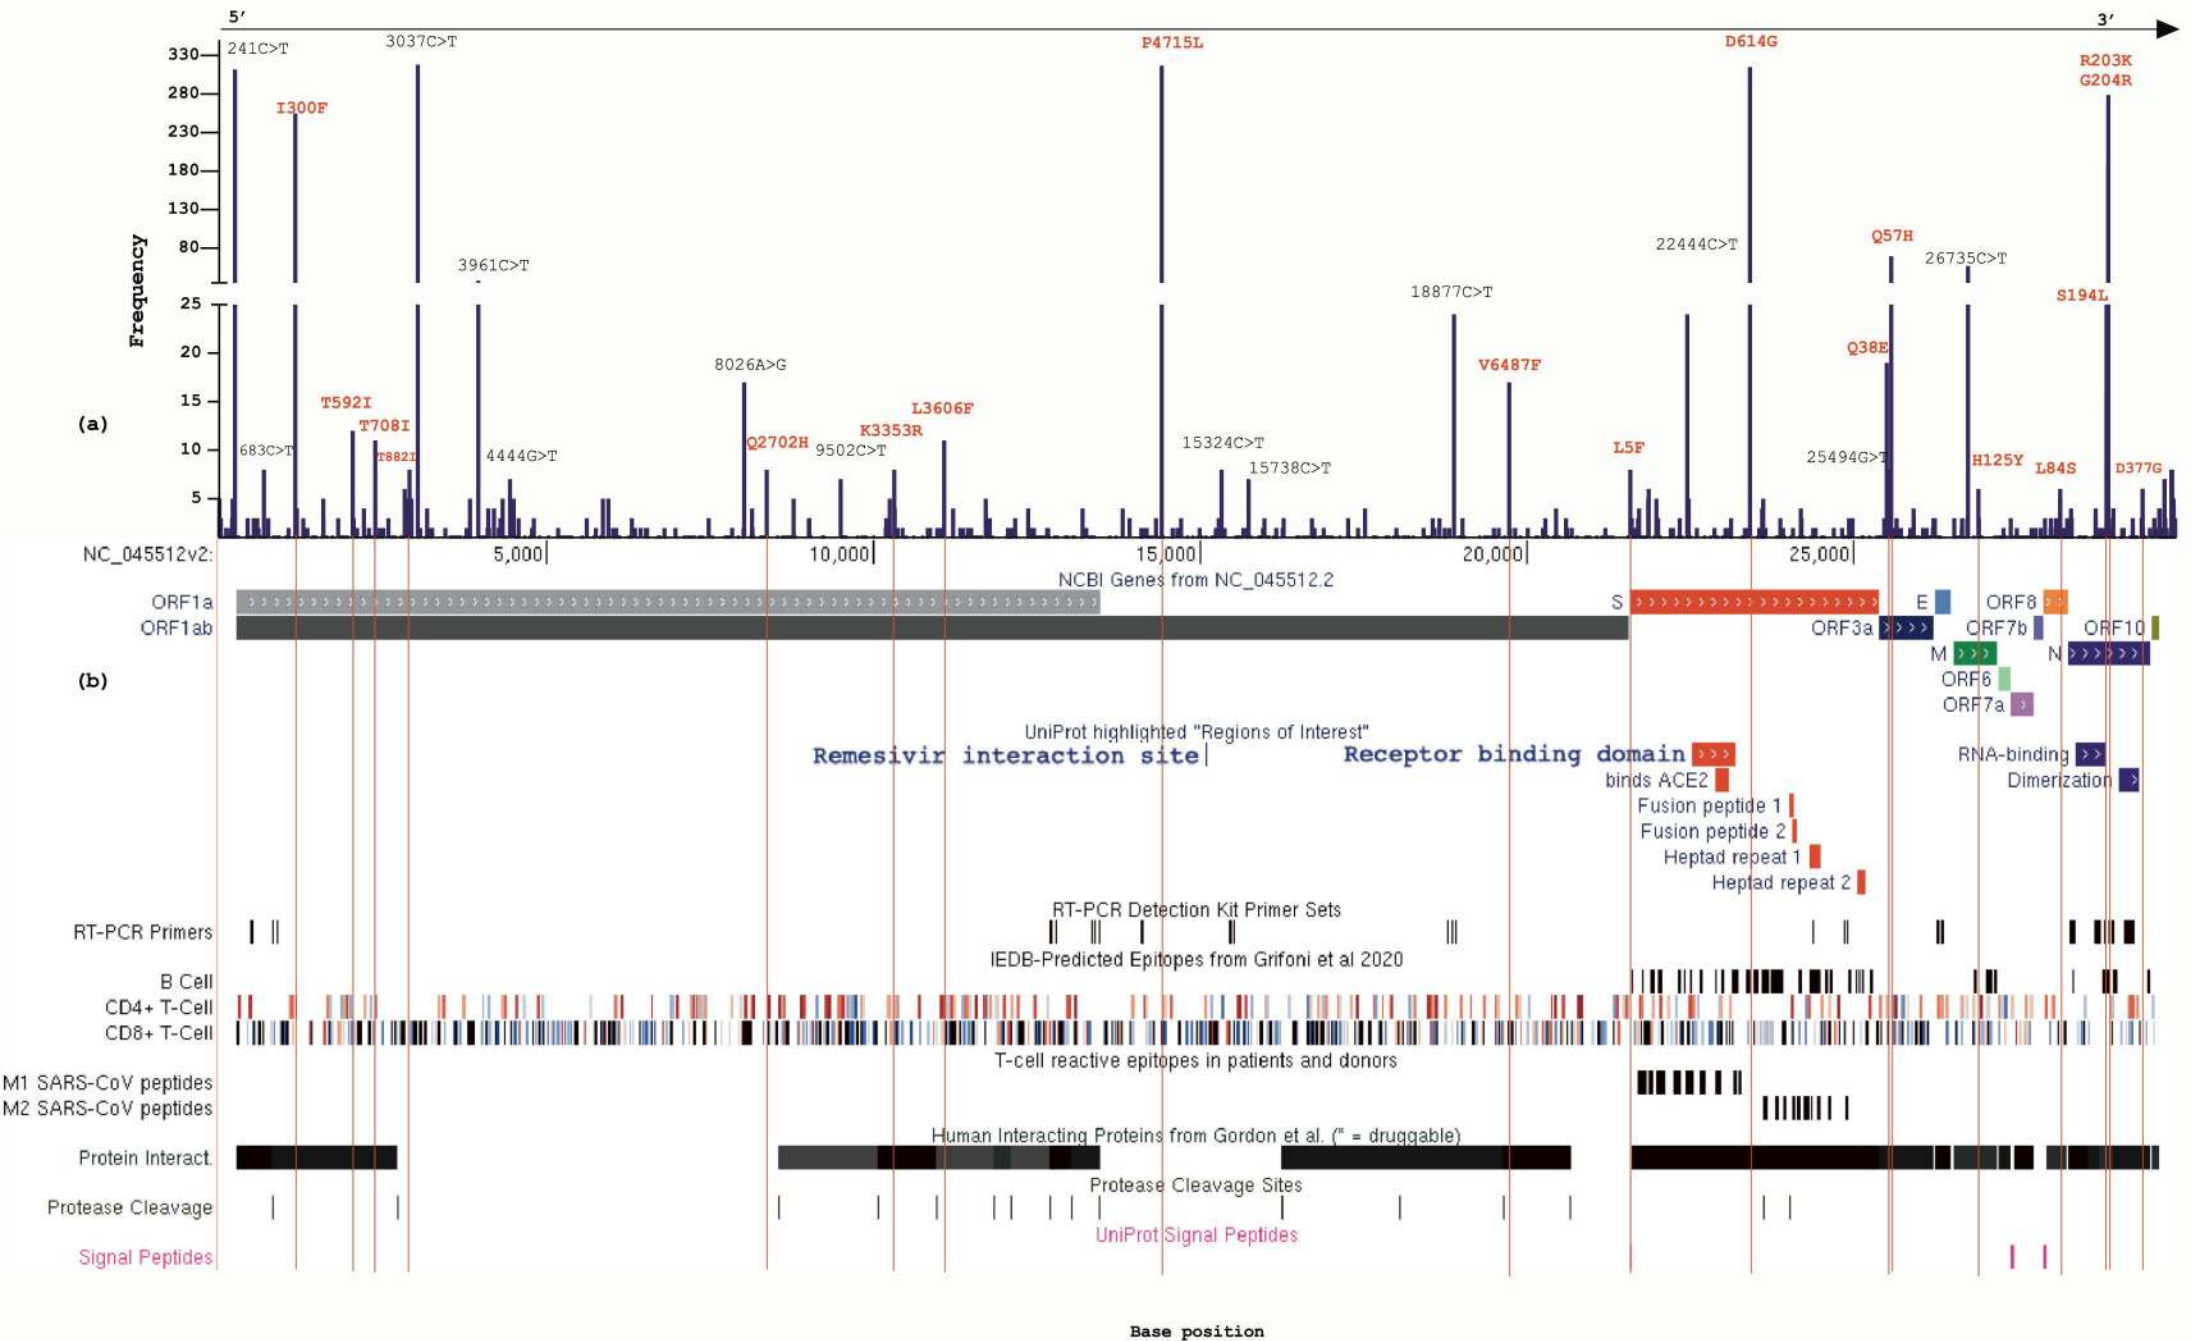 5′
3′
241C>T
3037C>T
P4715L
D614G
R203K
G204R
I300F
3961C>T
22444C>T
Q57H
26735C>T
330
280
230
180
130
80
Frequency
18877C>T
S194L
25
20
15
10
5
8026A>G
V6487F
Q38E
(a)
T592I
T708I
T882I
683C>T
4444G>T
Q2702H
K3353R
9502C>T
L3606F
15324C>T
15738C>T
L5F
25494G>T
H125Y
L84S
D377G
NC_045512v2:
5,000|
10,000|
15,000|
20,000|
25,000|
NCBI Genes from NC_045512.2
ORF1a
S
E
ORF8
ORF1ab
ORF3a
ORF7b
ORF10
M
N
(b)
ORF6
ORF7a
UniProt highlighted "Regions of Interest"
Remesivir interaction site|
Receptor binding domain
RNA-binding
binds ACE2
Dimerization
Fusion peptide 1
Fusion peptide 2
Heptad repeat 1
Heptad repeat 2
RT-PCR Detection Kit Primer Sets
RT-PCR Primers
IEDB-Predicted Epitopes from Grifoni et al 2020
B Cell
CD4+ T-Cell
CD8+ T-Cell
T-cell reactive epitopes in patients and donors
M1 SARS-CoV peptides
M2 SARS-CoV peptides
Human Interacting Proteins from Gordon et al. (* = druggable)
Protein Interact.
Protease Cleavage Sites
Protease Cleavage
UniProt Signal Peptides
Signal Peptides
Base position